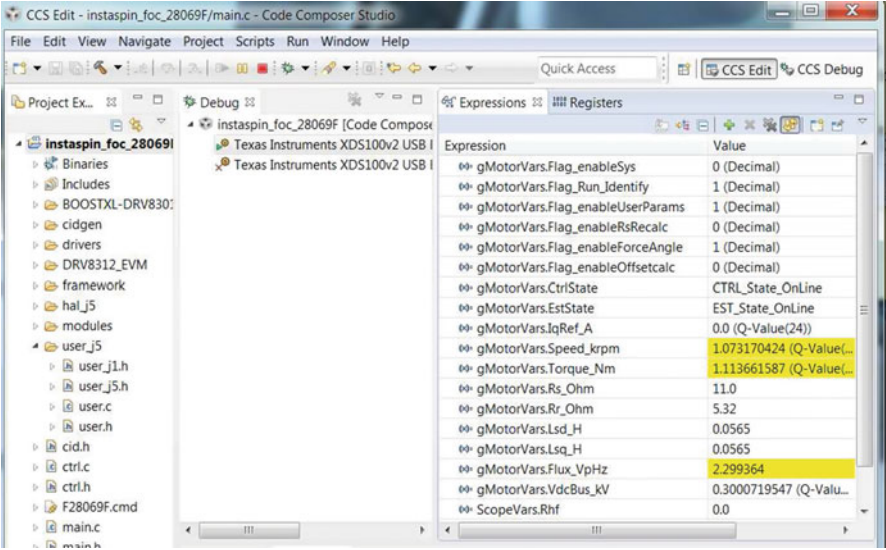 CCS Edit - instaspin_foc_28069F/main.c - Code Composer Studio
File Edit View Navigate Project Scripts Run Window Help
Quick Access CCS Edit CCS Debug
Project Ex...
instaspin_foc_28069I
Binaries
Includes
BOOSTXL-DRV830:
cidgen
drivers
DRV8312_EVM
framework
hal_j5
modules
user_j5
user_j1.h
user_j5.h
user.c
user.h
cid.h
ctrl.c
ctrl.h
F28069F.cmd
main.c
main.h
Debug
instaspin_foc_28069F [Code Compose
Texas Instruments XDS100v2 USB I
Texas Instruments XDS100v2 USB I
Expressions Registers
Expression Value
gMotorVars.Flag_enableSys 0 (Decimal)
gMotorVars.Flag_Run_Identify 1 (Decimal)
gMotorVars.Flag_enableUserParams 1 (Decimal)
gMotorVars.Flag_enableRsRecalc 0 (Decimal)
gMotorVars.Flag_enableForceAngle 1 (Decimal)
gMotorVars.Flag_enableOffsetcalc 0 (Decimal)
gMotorVars.CtrlState CTRL_State_OnLine
gMotorVars.EstState EST_State_OnLine
gMotorVars.IqRef_A 0.0 (Q-Value(24))
gMotorVars.Speed_krpm 1.073170424 (Q-Value(...
gMotorVars.Torque_Nm 1.113661587 (Q-Value(...
gMotorVars.Rs_Ohm 11.0
gMotorVars.Rr_Ohm 5.32
gMotorVars.Lsd_H 0.0565
gMotorVars.Lsq_H 0.0565
gMotorVars.Flux_VpHz 2.299364
gMotorVars.VdcBus_kV 0.3000719547 (Q-Valu...
ScopeVars.Rhf 0.0